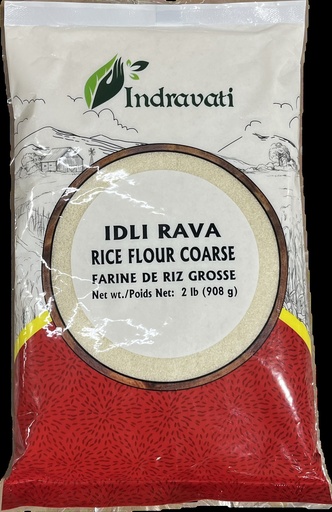 Indravati
IDLI RAVA
RICE FLOUR COARSE
FARINE DE RIZ GROSSE
Net wt./Poids Net: 2 lb (908 g)